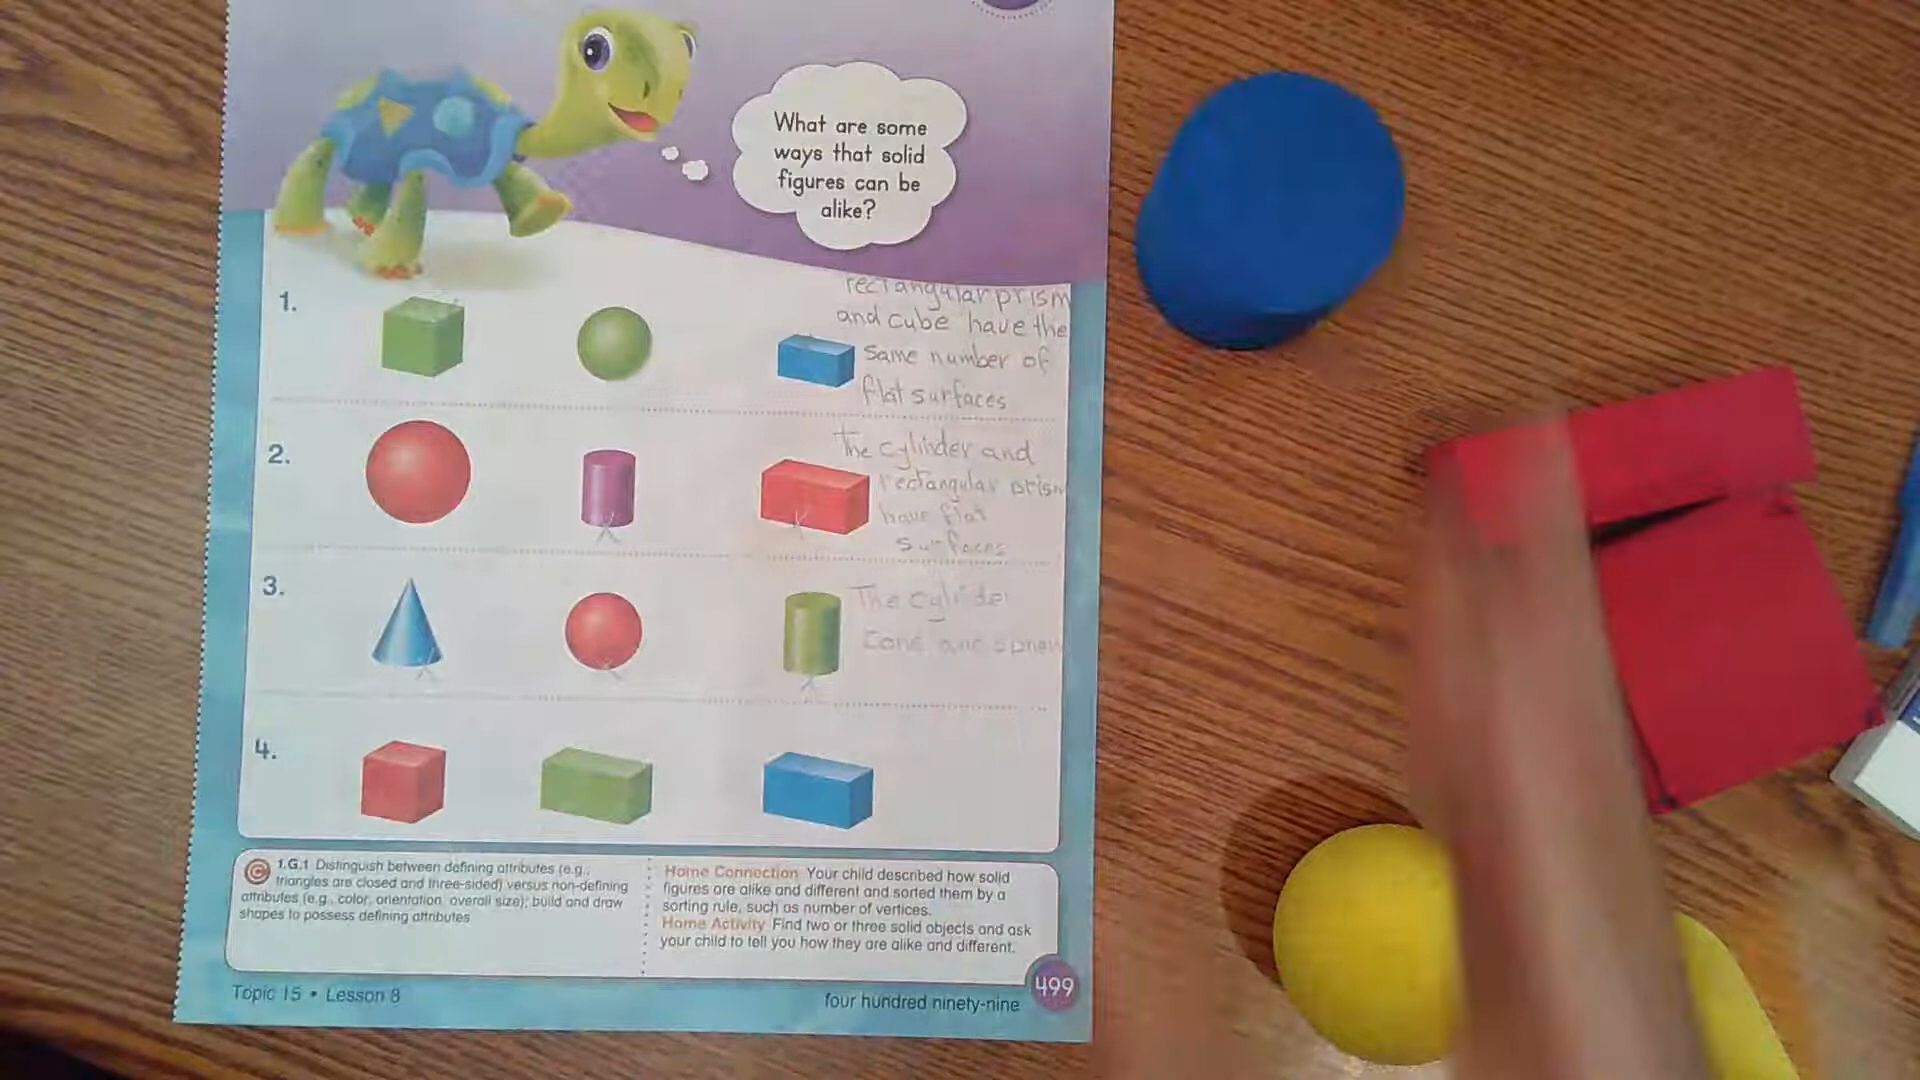 What are some
ways that solid
figures can be
alike?
1.
rectangular prism
and cube have the
same number of
flat surfaces
2.
The cylinder and
rectangular prism
have flat
surfaces
3.
The cylinder
cone and
4.
1.G.1 Distinguish between defining attributes (e.g.,
triangles are closed and three-sided) versus non-defining
attributes (e.g., color, orientation, overall size); build and draw
shapes to possess defining attributes
Home Connection Your child described how solid
figures are alike and different and sorted them by a
sorting rule, such as number of vertices.
Home Activity Find two or three solid objects and ask
your child to tell you how they are alike and different.
Topic 15 • Lesson 8
four hundred ninety-nine
499